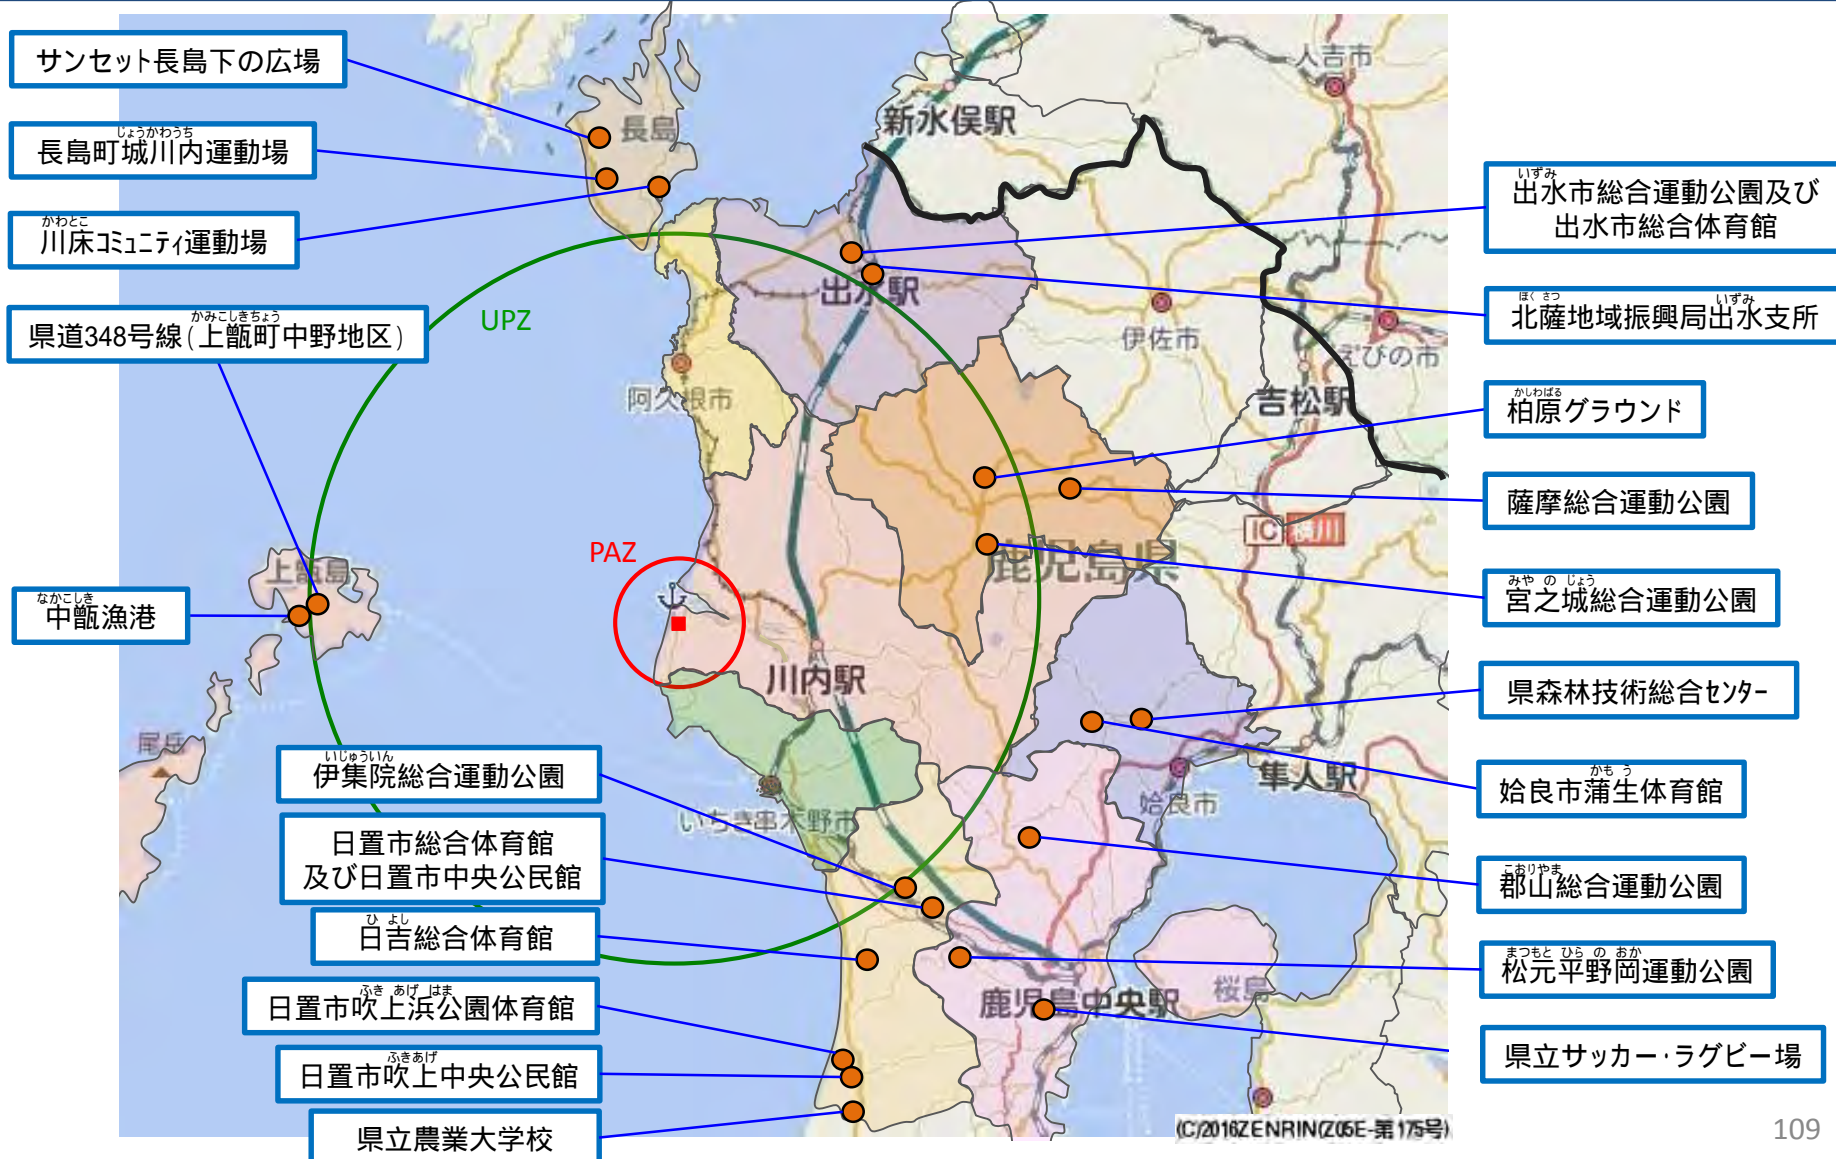 サンセット長島下の広場
じょうかわうち
長島町城川内運動場
かわとこ
川床コミュニティ運動場
かみこしきちょう
県道348号線(上甑町中野地区)
なかこしき
中甑漁港
いじゅういん
伊集院総合運動公園
日置市総合体育館
及び日置市中央公民館
ひ よし
日吉総合体育館
ふき あげ はま
日置市吹上浜公園体育館
ふきあげ
日置市吹上中央公民館
県立農業大学校
長島
新水俣駅
人吉市
出水駅
UPZ
伊佐市
えびの市
阿久根市
吉松駅
IC 横川
鹿児島県
PAZ
上甑島
川内駅
尾岳
いちき串木野市
姶良市
隼人駅
鹿児島中央駅
桜島
いずみ
出水市総合運動公園及び
出水市総合体育館
ほく さつ いずみ
北薩地域振興局出水支所
かしわばる
柏原グラウンド
薩摩総合運動公園
みや の じょう
宮之城総合運動公園
県森林技術総合センター
かも う
姶良市蒲生体育館
こおりやま
郡山総合運動公園
まつもと ひら の おか
松元平野岡運動公園
県立サッカー・ラグビー場
(C)2016ZENRIN(Z05E-第175号)
109